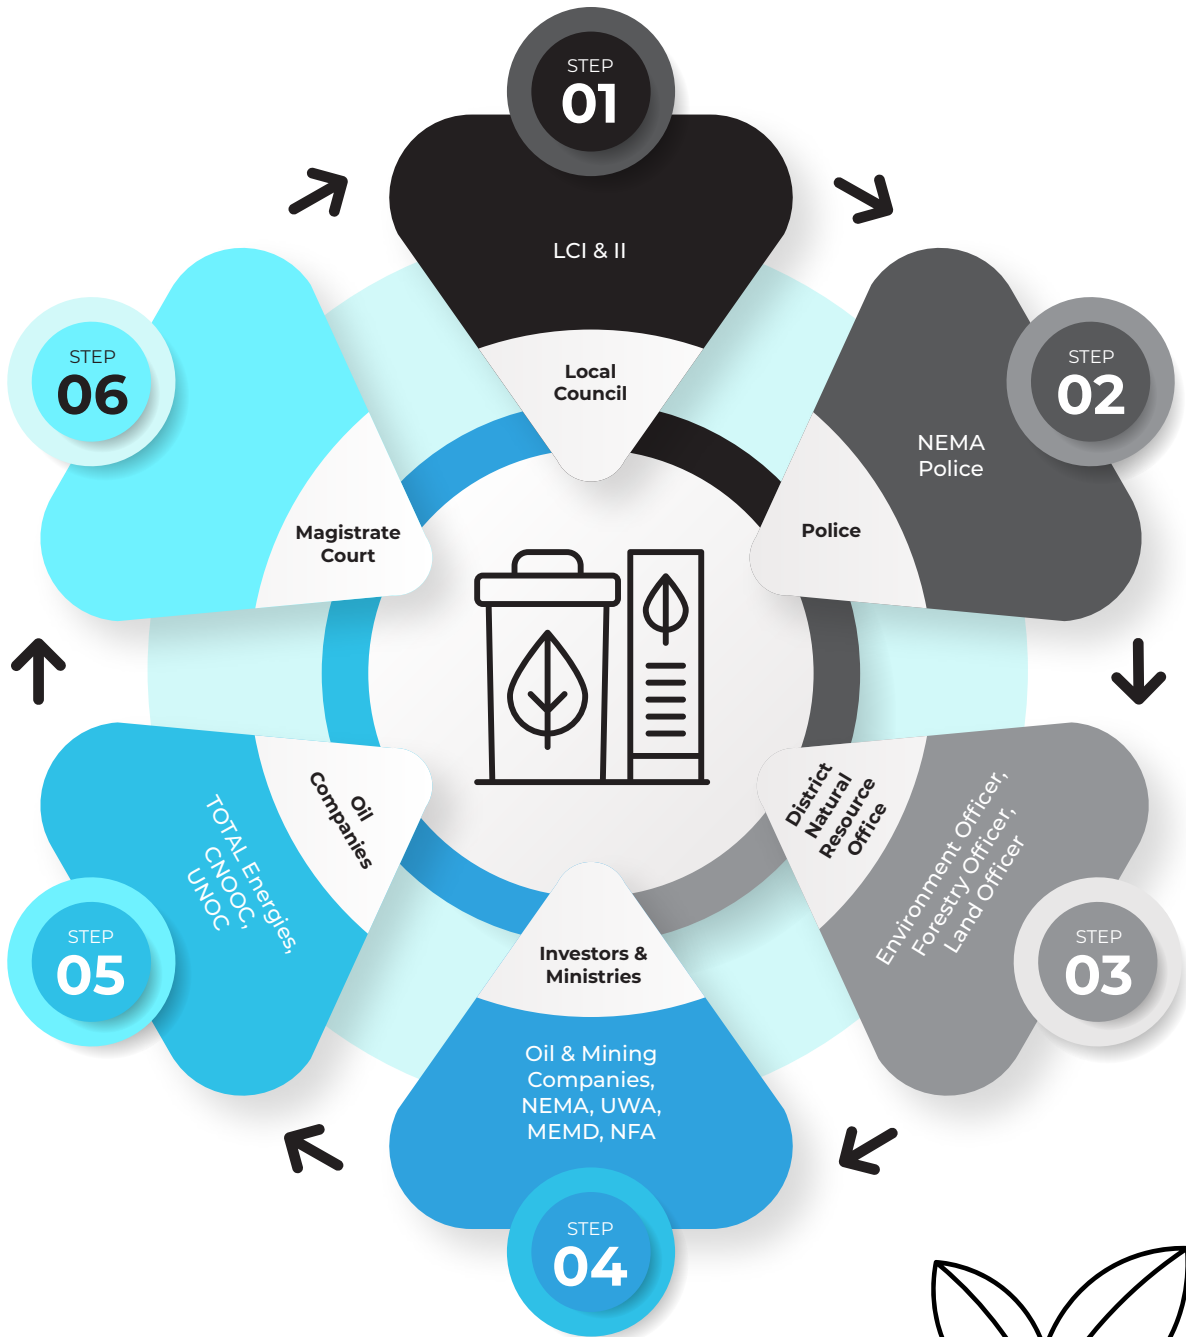 STEP
01
LCI & II
Local
Council
STEP
02
NEMA
Police
Police
STEP
03
District
Natural
Resource
Office
Environment Officer,
Forestry Officer,
Land Officer
STEP
04
Investors &
Ministries
Oil & Mining
Companies,
NEMA, UWA,
MEMD, NFA
STEP
05
Oil
Companies
TOTAL Energies,
CNOOC,
UNOC
STEP
06
Magistrate
Court